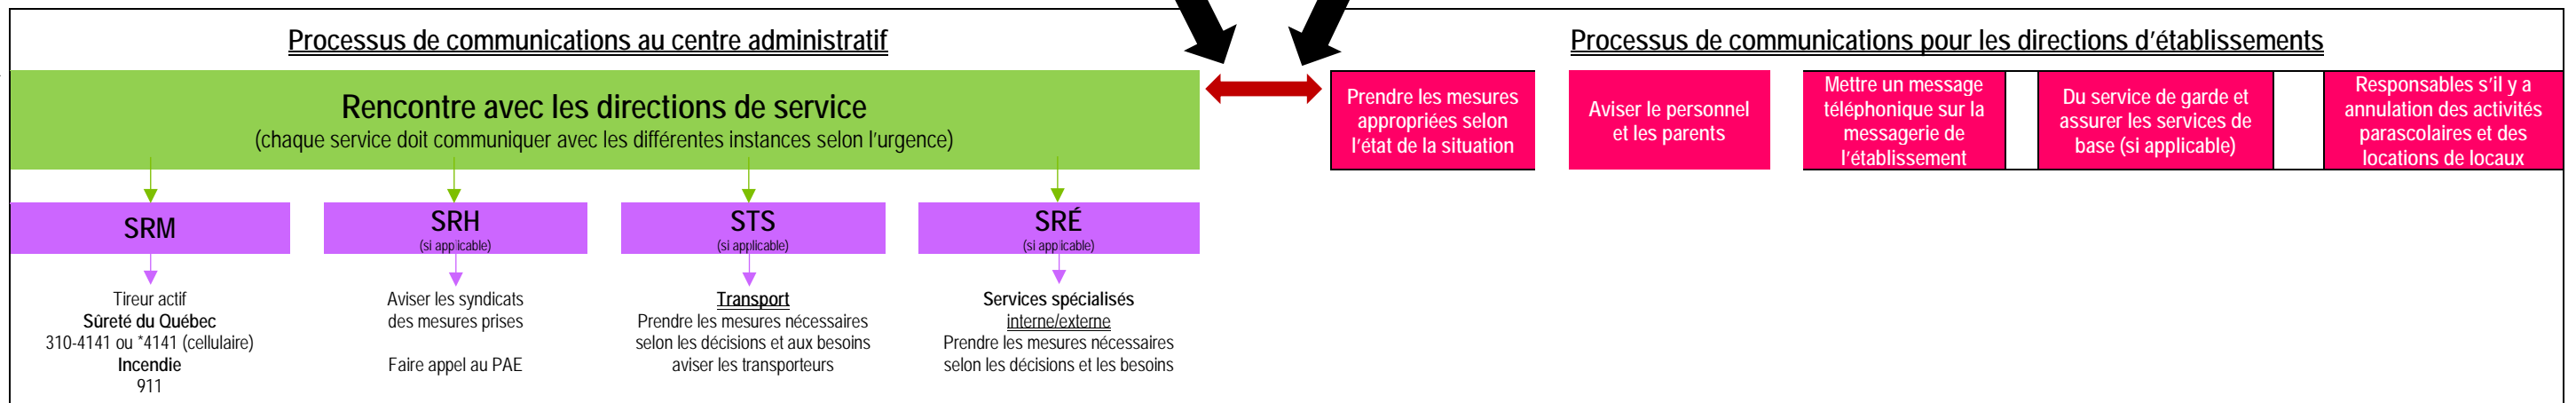 Processus de communications au centre administratif
Rencontre avec les directions de service
(chaque service doit communiquer avec les différentes instances selon l'urgence)
SRM
Tireur actif
Sûreté du Québec
310-4141 ou *4141 (cellulaire)
Incendie
911
SRH
(si applicable)
Aviser les syndicats
des mesures prises
Faire appel au PAE
STS
(si applicable)
Transport
Prendre les mesures nécessaires
selon les décisions et aux besoins
aviser les transporteurs
SRÉ
(si applicable)
Services spécialisés
interne/externe
Prendre les mesures nécessaires
selon les décisions et les besoins
Processus de communications pour les directions d'établissements
Prendre les mesures
appropriées selon
l'état de la situation
Aviser le personnel
et les parents
Mettre un message
téléphonique sur la
messagerie de
l'établissement
Du service de garde et
assurer les services de
base (si applicable)
Responsables s'il y a
annulation des activités
parascolaires et des
locations de locaux